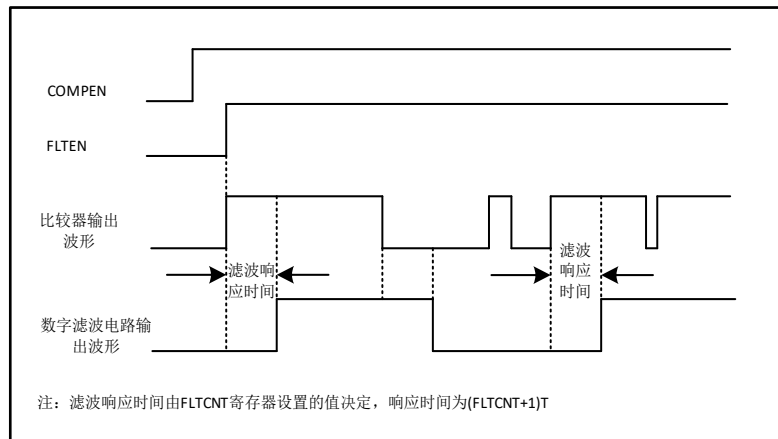 COMPEN
FLTEN
比较器输出
波形
滤波响
应时间
滤波
响应
时间
数字滤波电路输
出波形
注：滤波响应时间由FLTCNT寄存器设置的值决定，响应时间为(FLTCNT+1)T